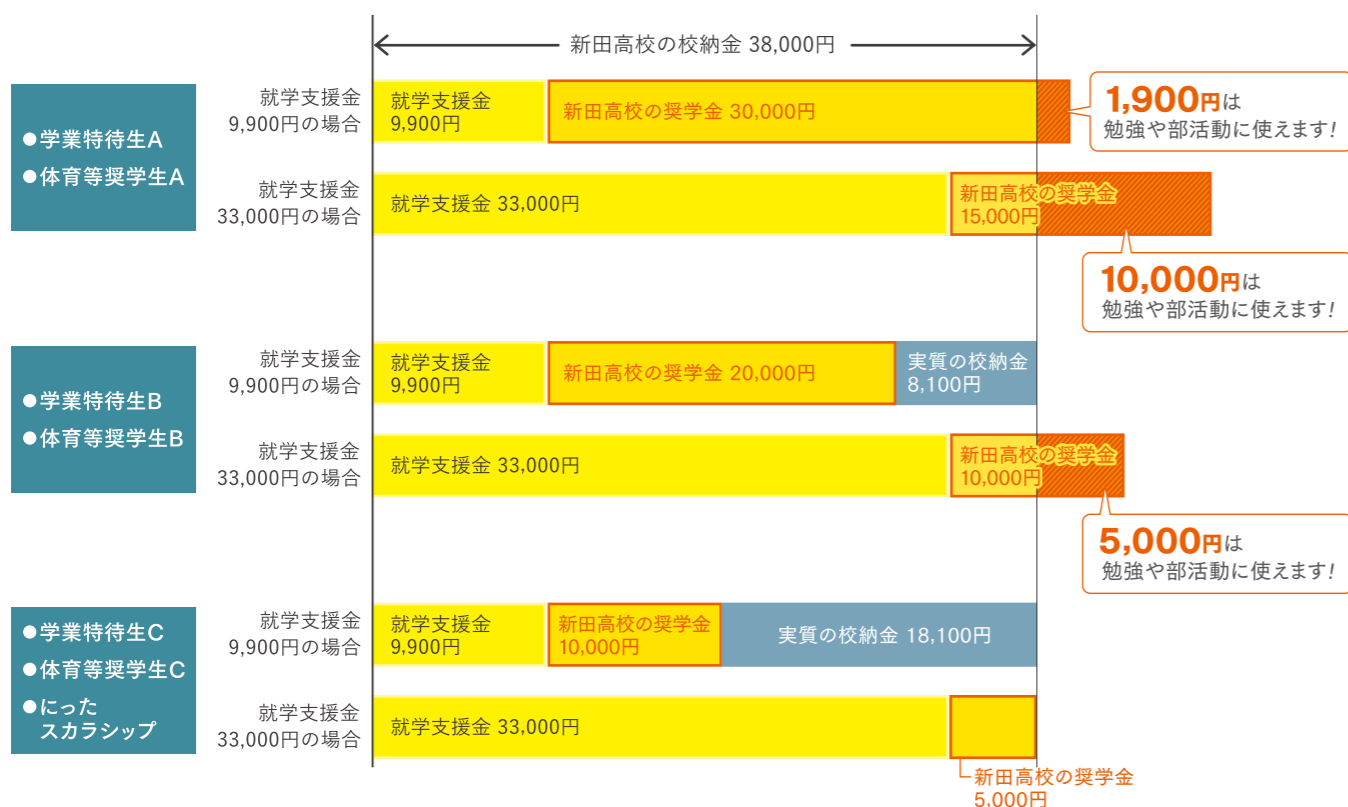 新田高校の校納金 38,000円
●学業特待生A
●体育等奨学生A
就学支援金
9,900円の場合
就学支援金
9,900円
新田高校の奨学金 30,000円
1,900円は
勉強や部活動に使えます!
就学支援金
33,000円の場合
就学支援金 33,000円
新田高校の奨学金
15,000円
10,000円は
勉強や部活動に使えます!
●学業特待生B
●体育等奨学生B
就学支援金
9,900円の場合
就学支援金
9,900円
新田高校の奨学金 20,000円
実質の校納金
8,100円
就学支援金
33,000円の場合
就学支援金 33,000円
新田高校の奨学金
10,000円
5,000円は
勉強や部活動に使えます!
●学業特待生C
●体育等奨学生C
●にった
スカラシップ
就学支援金
9,900円の場合
就学支援金
9,900円
新田高校の奨学金
10,000円
実質の校納金 18,100円
就学支援金
33,000円の場合
就学支援金 33,000円
新田高校の奨学金
5,000円